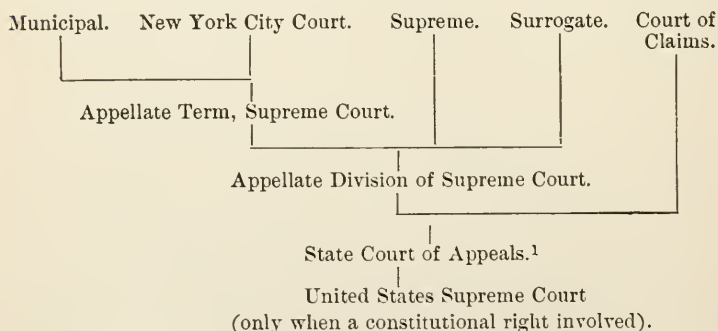 Municipal. New York City Court. Supreme. Surrogate. Court of
Claims.
Appellate Term, Supreme Court.
Appellate Division of Supreme Court.
State Court of Appeals.¹
United States Supreme Court
(only when a constitutional right involved).